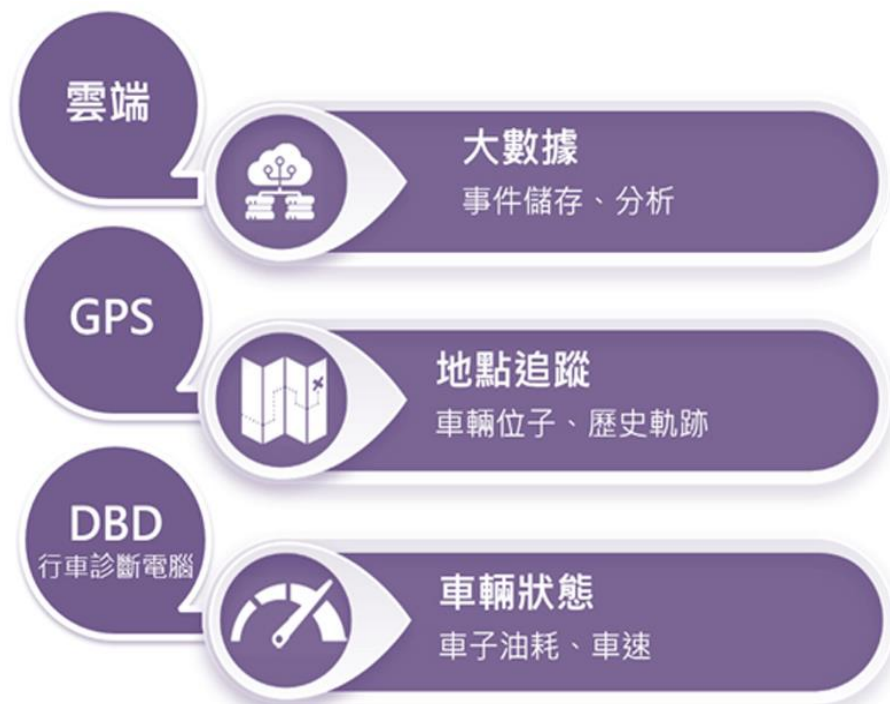 雲端
大數據
事件儲存、分析
GPS
地點追蹤
車輛位子、歷史軌跡
DBD
行車診斷電腦
車輛狀態
車子油耗、車速